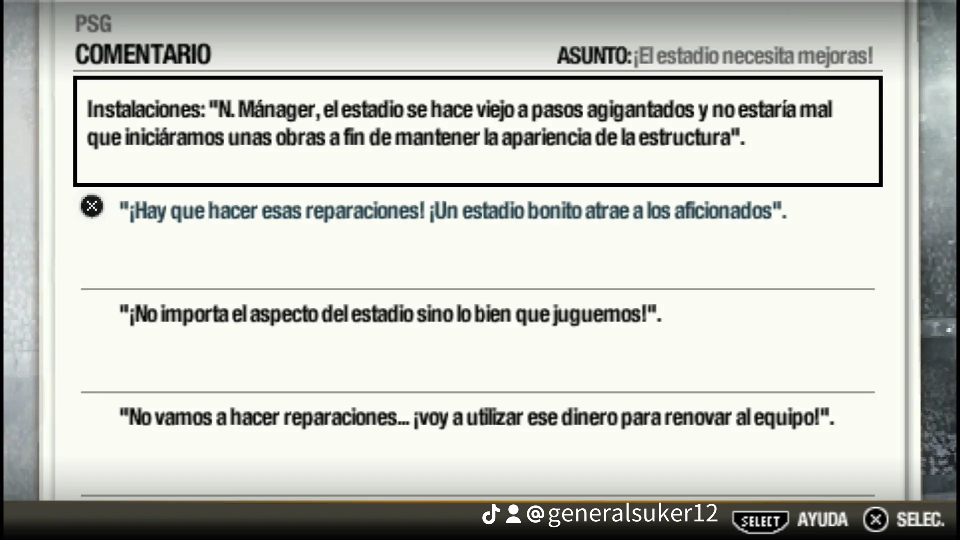 PSG
COMENTARIO
ASUNTO: ¡El estadio necesita mejoras!
Instalaciones: "N. Mánager, el estadio se hace viejo a pasos agigantados y no estaría mal
que iniciáramos unas obras a fin de mantener la apariencia de la estructura".
"¡Hay que hacer esas reparaciones! ¡Un estadio bonito atrae a los aficionados".
"¡No importa el aspecto del estadio sino lo bien que juguemos!".
"No vamos a hacer reparaciones... ¡voy a utilizar ese dinero para renovar al equipo!".
@generalsuker12
SELECT AYUDA SELEC.